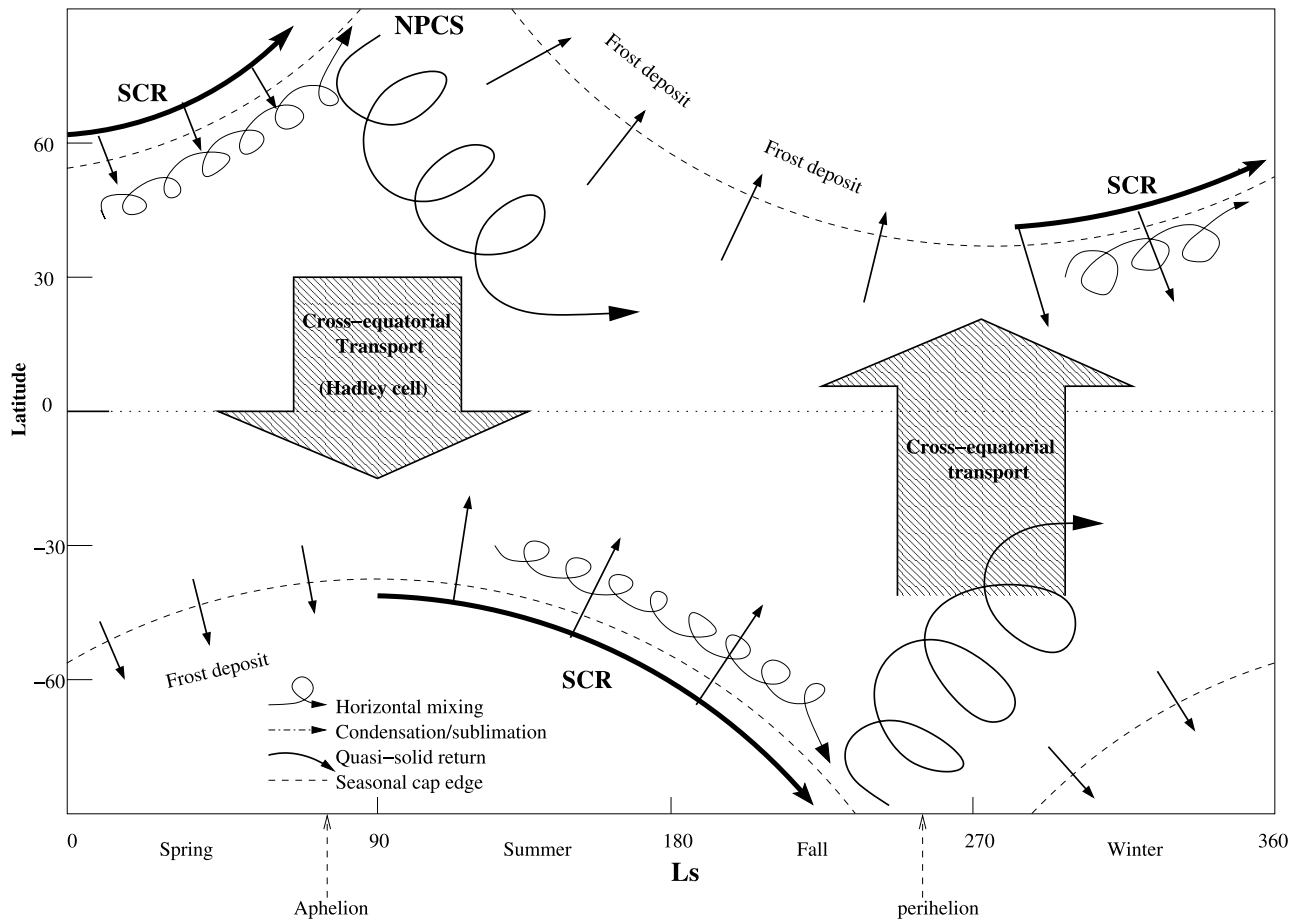 NPCS
SCR
Frost deposit
Frost deposit
SCR
60
30
0
−30
−60
Latitude
Cross−equatorial
Transport
(Hadley cell)
Cross−equatorial
transport
SCR
Frost deposit
Horizontal mixing
Condensation/sublimation
Quasi−solid return
Seasonal cap edge
0
90
180
270
360
Spring
Summer
Fall
Winter
Ls
Aphelion
perihelion